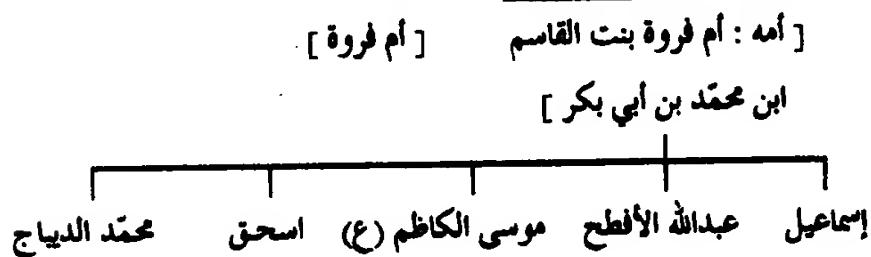 [ أمه : أم فروة بنت القاسم [ أم فروة ]
ابن محمّد بن أبي بكر ]
إسماعيل عبدالله الأفطح موسى الكاظم (ع) اسحق محمّد الديباج